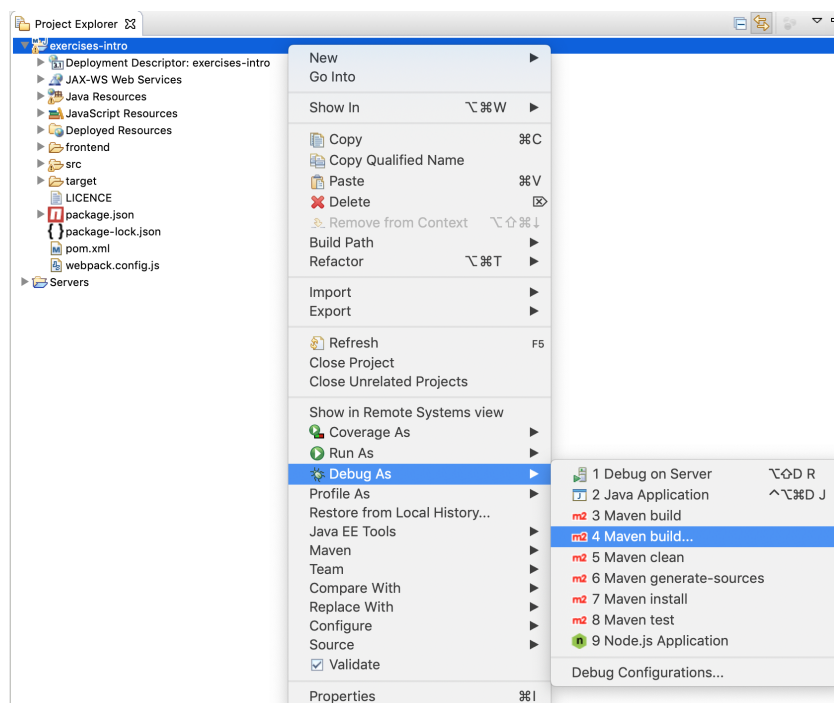 Project Explorer
exercises-intro
Deployment Descriptor: exercises-intro
JAX-WS Web Services
Java Resources
JavaScript Resources
Deployed Resources
frontend
src
target
LICENCE
package.json
package-lock.json
pom.xml
webpack.config.js
Servers
New
Go Into
Show In ⌥⌘W
Copy ⌘C
Copy Qualified Name
Paste ⌘V
Delete ⌦
Remove from Context ⌥⇧⌘↓
Build Path
Refactor ⌥⌘T
Import
Export
Refresh F5
Close Project
Close Unrelated Projects
Show in Remote Systems view
Coverage As
Run As
Debug As
Profile As
Restore from Local History...
Java EE Tools
Maven
Team
Compare With
Replace With
Configure
Source
Validate
Properties ⌘I
1 Debug on Server ⌥⇧D R
2 Java Application ^⌥⌘D J
m2 3 Maven build
m2 4 Maven build...
m2 5 Maven clean
m2 6 Maven generate-sources
m2 7 Maven install
m2 8 Maven test
n 9 Node.js Application
Debug Configurations...